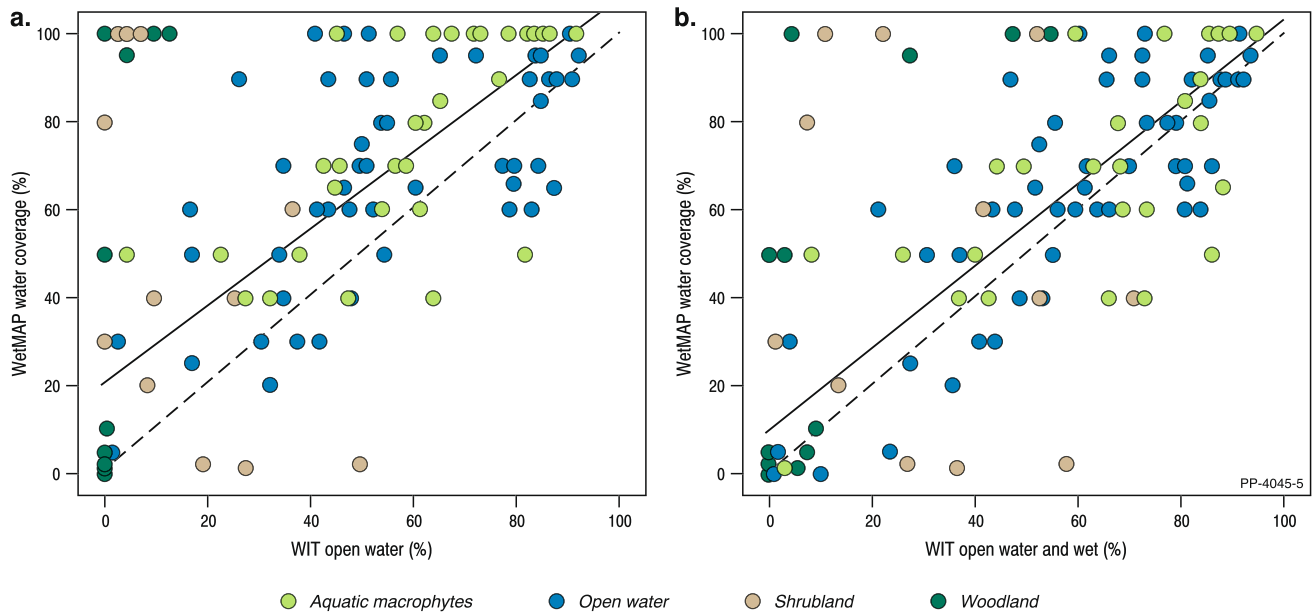 a.
100
80
60
40
20
0
WetMAP water coverage (%)
0 20 40 60 80 100
WIT open water (%)
b.
100
80
60
40
20
0
WetMAP water coverage (%)
PP-4045-5
0 20 40 60 80 100
WIT open water and wet (%)
Aquatic macrophytes Open water Shrubland Woodland